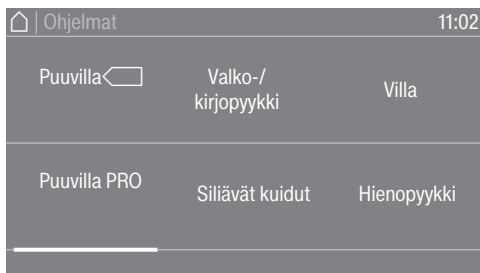 Ohjelmat
11:02
Puuvilla
Valko-/
kirjopyykki
Villa
Puuvilla PRO
Siliävät kuidut
Hienopyykki